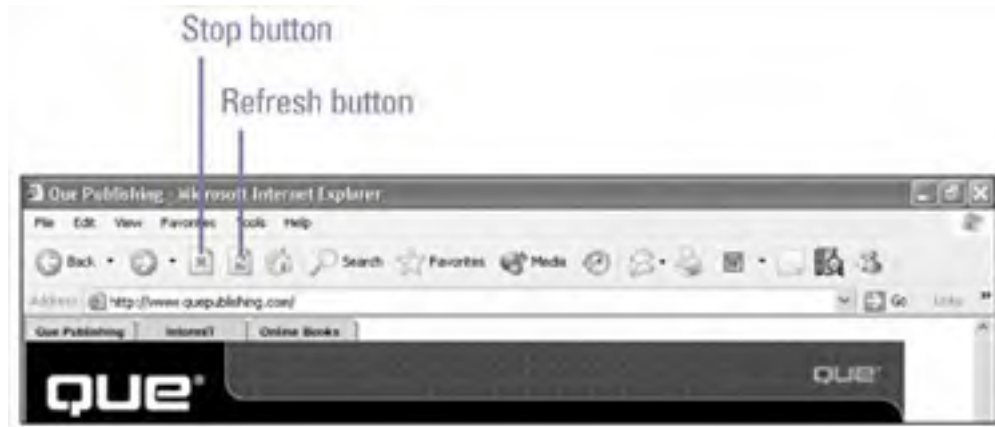 Stop button
Refresh button
Que Publishing - Microsoft Internet Explorer
File Edit View Favorites Tools Help
Back Search Favorites Media
Address http://www.quepublishing.com/ Go Links »
Que Publishing InformIT Online Books
que®
que®